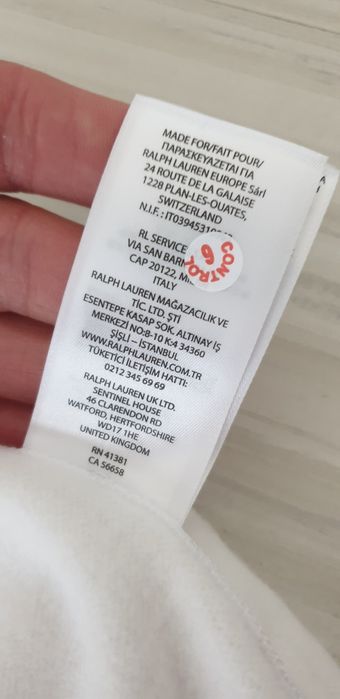 MADE FOR/FAIT POUR/
ΠΑΡΑΣΚΕΥΑΖΕΤΑΙ ΓΙΑ
RALPH LAUREN EUROPE Sárl
24 ROUTE DE LA GALAISE
1228 PLAN-LES-OUATES,
SWITZERLAND
N.I.F.:
RL SERVICE
VIA SAN
CAP 20122,
ITALY
CONTROL
6
RALPH LAUREN MAĞAZACILIK VE
TİC. LTD. ŞTİ
ESENTEPE KASAP SOK. ALTINAY İŞ
MERKEZİ NO:8-10 K:4 34360
ŞİŞLİ – İSTANBUL
WWW.RALPHLAUREN.COM.TR
TÜKETİCİ İLETİŞİM HATTI:
0212 345 69 69
RALPH LAUREN UK LTD.
SENTINEL HOUSE
46 CLARENDON RD
WATFORD, HERTFORDSHIRE
WD17 1HE
UNITED KINGDOM
RN 41381
CA 56658